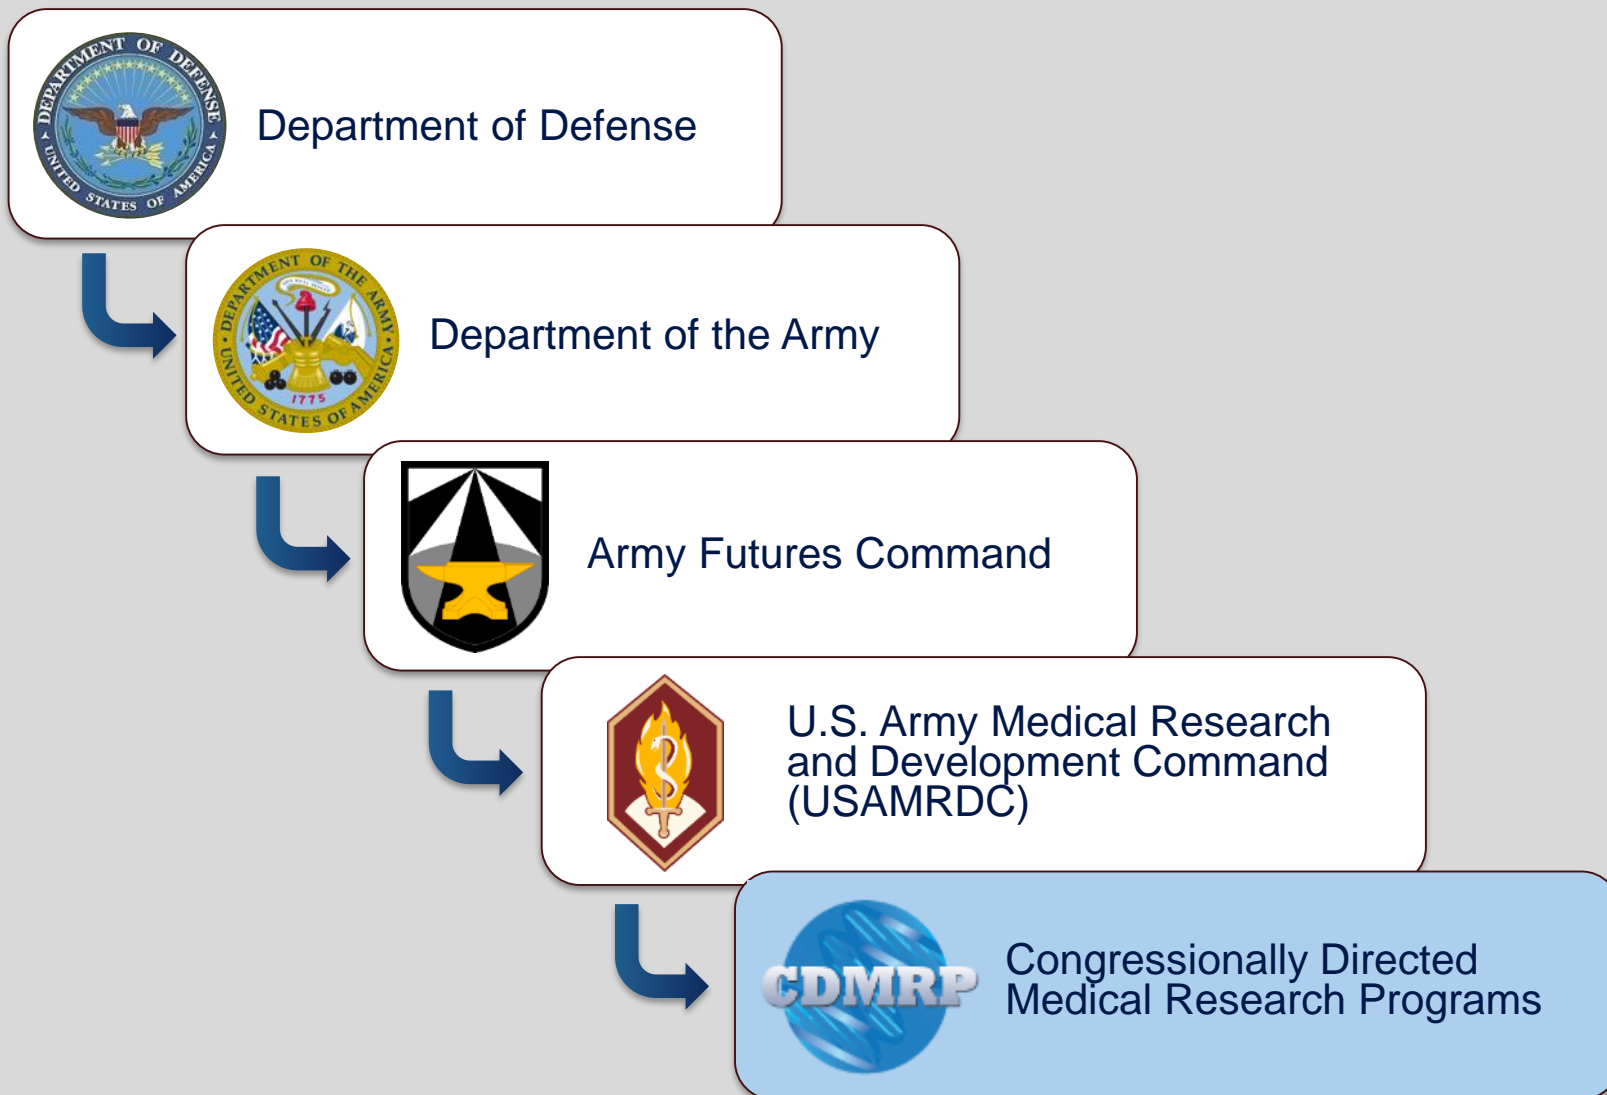 DEPARTMENT OF DEFENSE
UNITED STATES OF AMERICA
Department of Defense
DEPARTMENT OF THE ARMY
UNITED STATES OF AMERICA
1775
Department of the Army
Army Futures Command
U.S. Army Medical Research
and Development Command
(USAMRDC)
CDMRP
Congressionally Directed
Medical Research Programs